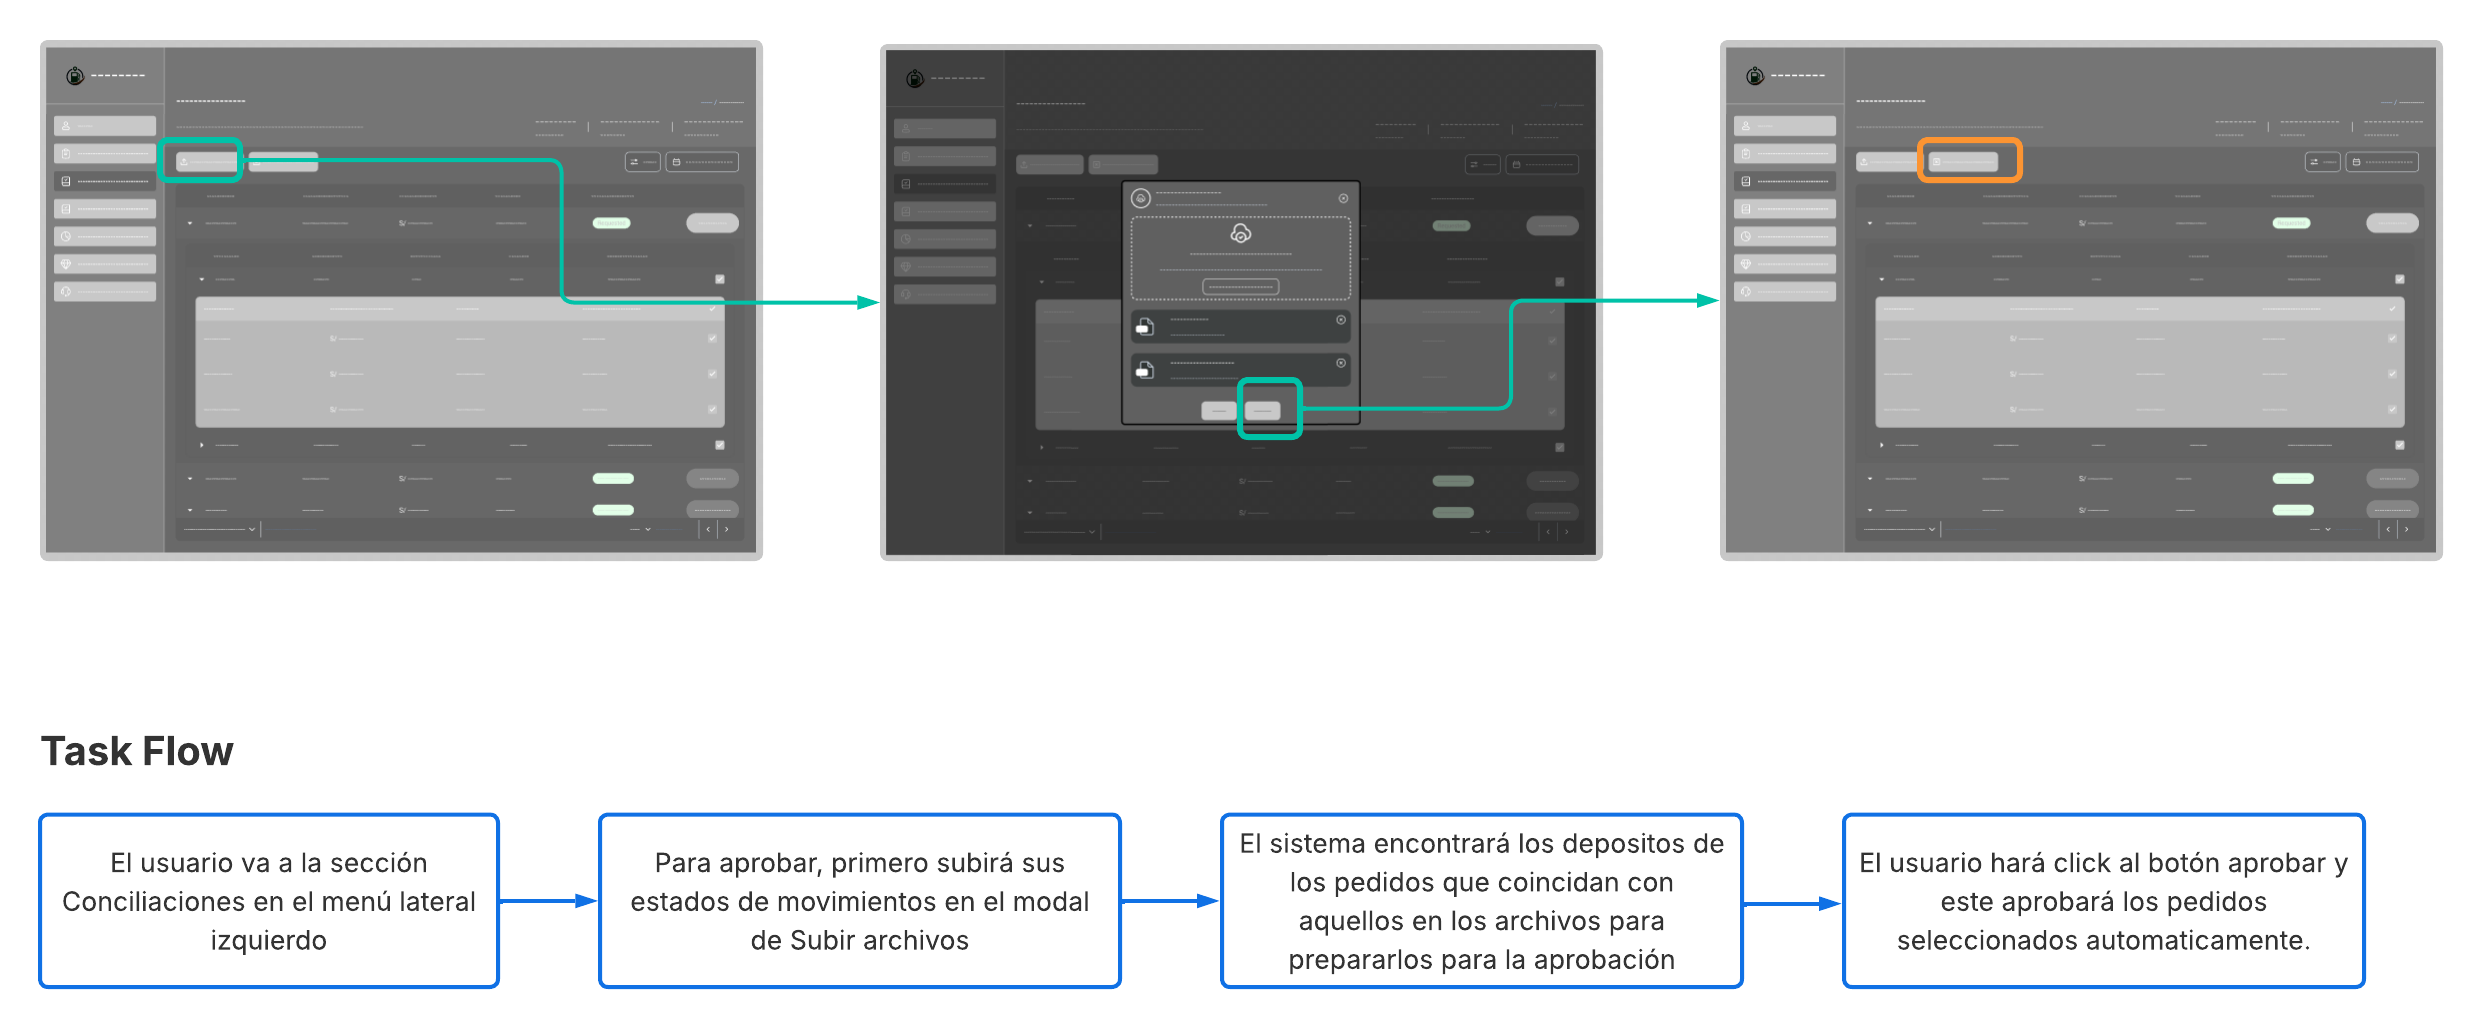 Task Flow
El usuario va a la sección
Conciliaciones en el menú lateral
izquierdo
Para aprobar, primero subirá sus
estados de movimientos en el modal
de Subir archivos
El sistema encontrará los depositos de
los pedidos que coincidan con
aquellos en los archivos para
prepararlos para la aprobación
El usuario hará click al botón aprobar y
este aprobará los pedidos
seleccionados automaticamente.